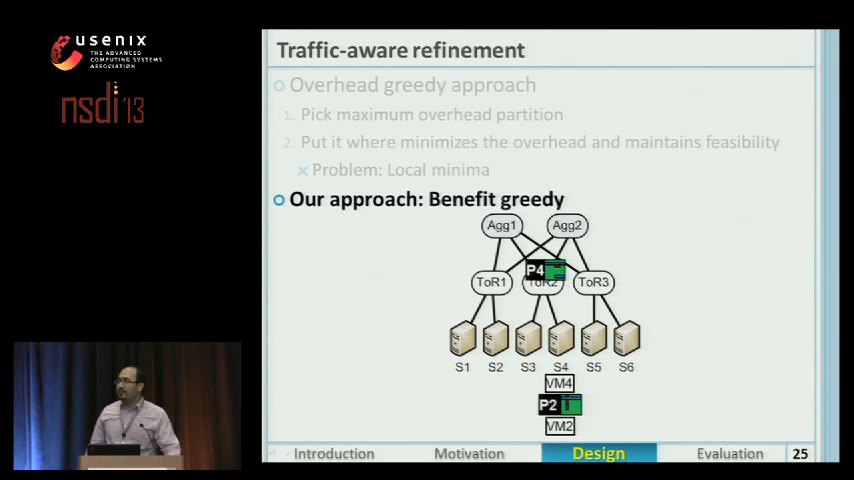 usenix
THE ADVANCED
COMPUTING SYSTEMS
ASSOCIATION
nsdi '13
Traffic-aware refinement
Overhead greedy approach
1. Pick maximum overhead partition
2. Put it where minimizes the overhead and maintains feasibility
Problem: Local minima
Our approach: Benefit greedy
Agg1 Agg2
P4
ToR1 ToR2 ToR3
S1 S2 S3 S4 S5 S6
VM4
P2
VM2
Introduction Motivation Design Evaluation 25